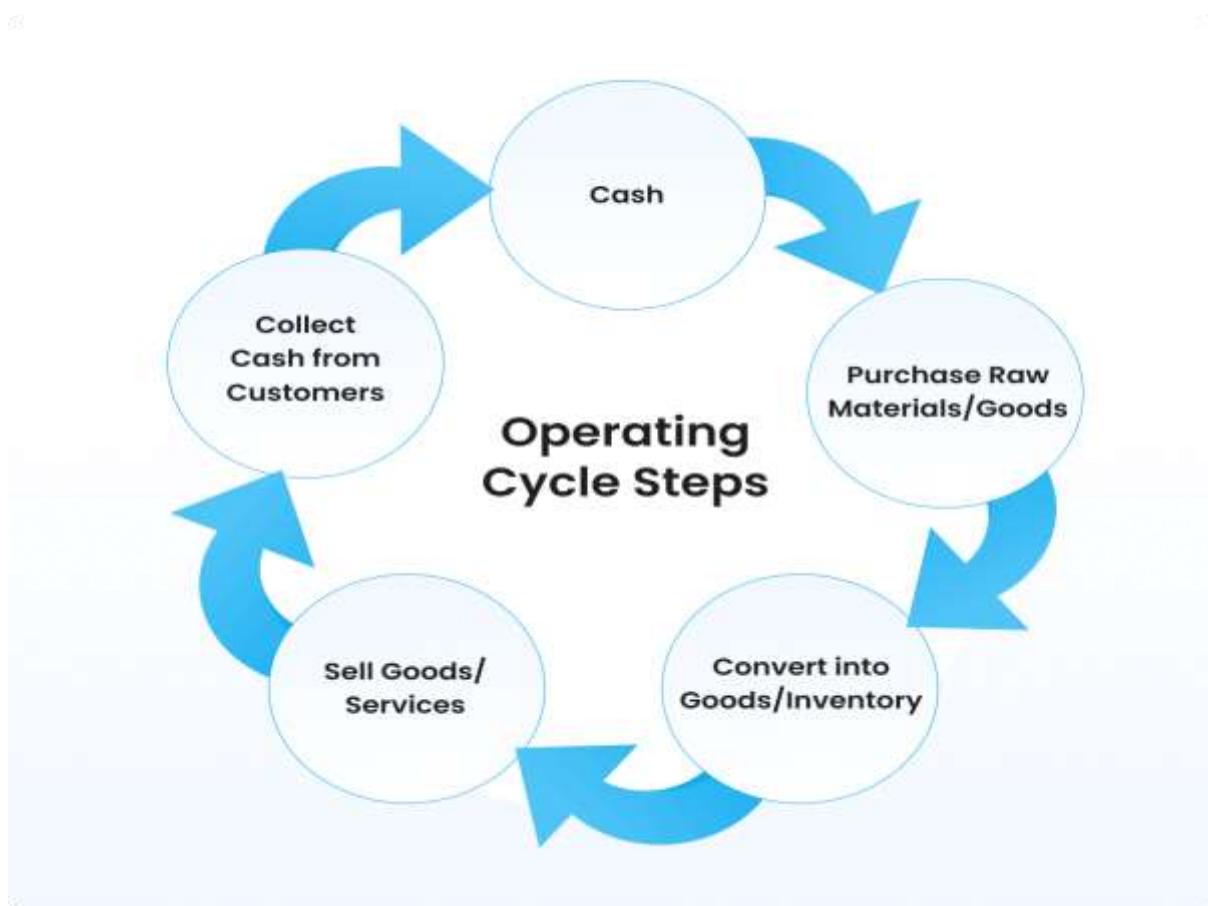 Cash
Purchase Raw
Materials/Goods
Convert into
Goods/Inventory
Sell Goods/
Services
Collect
Cash from
Customers
Operating
Cycle Steps